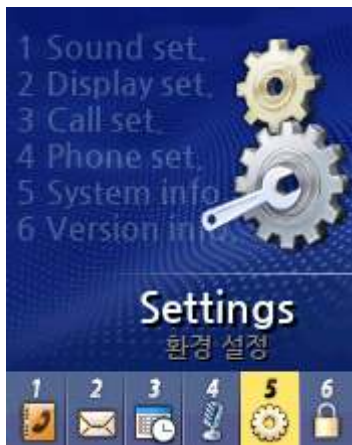 1 Sound set.
2 Display set.
3 Call set.
4 Phone set.
5 System info.
6 Version info.
Settings
환경 설정
1 2 3 4 5 6